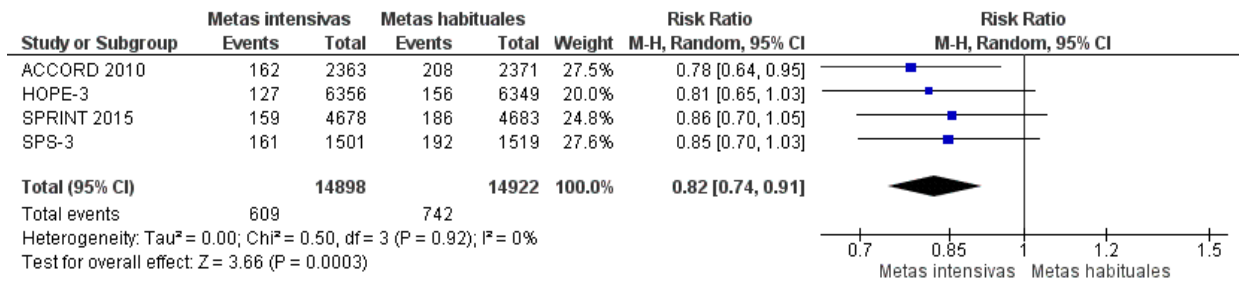 Metas intensivas Metas habituales Risk Ratio Risk Ratio
Study or Subgroup Events Total Events Total Weight M-H, Random, 95% CI M-H, Random, 95% CI
ACCORD 2010 162 2363 208 2371 27.5% 0.78 [0.64, 0.95]
HOPE-3 127 6356 156 6349 20.0% 0.81 [0.65, 1.03]
SPRINT 2015 159 4678 186 4683 24.8% 0.86 [0.70, 1.05]
SPS-3 161 1501 192 1519 27.6% 0.85 [0.70, 1.03]
Total (95% CI) 14898 14922 100.0% 0.82 [0.74, 0.91]
Total events 609 742
Heterogeneity: Tau² = 0.00; Chi² = 0.50, df = 3 (P = 0.92); I² = 0%
Test for overall effect: Z = 3.66 (P = 0.0003)
0.7 0.85 1 1.2 1.5
Metas intensivas Metas habituales